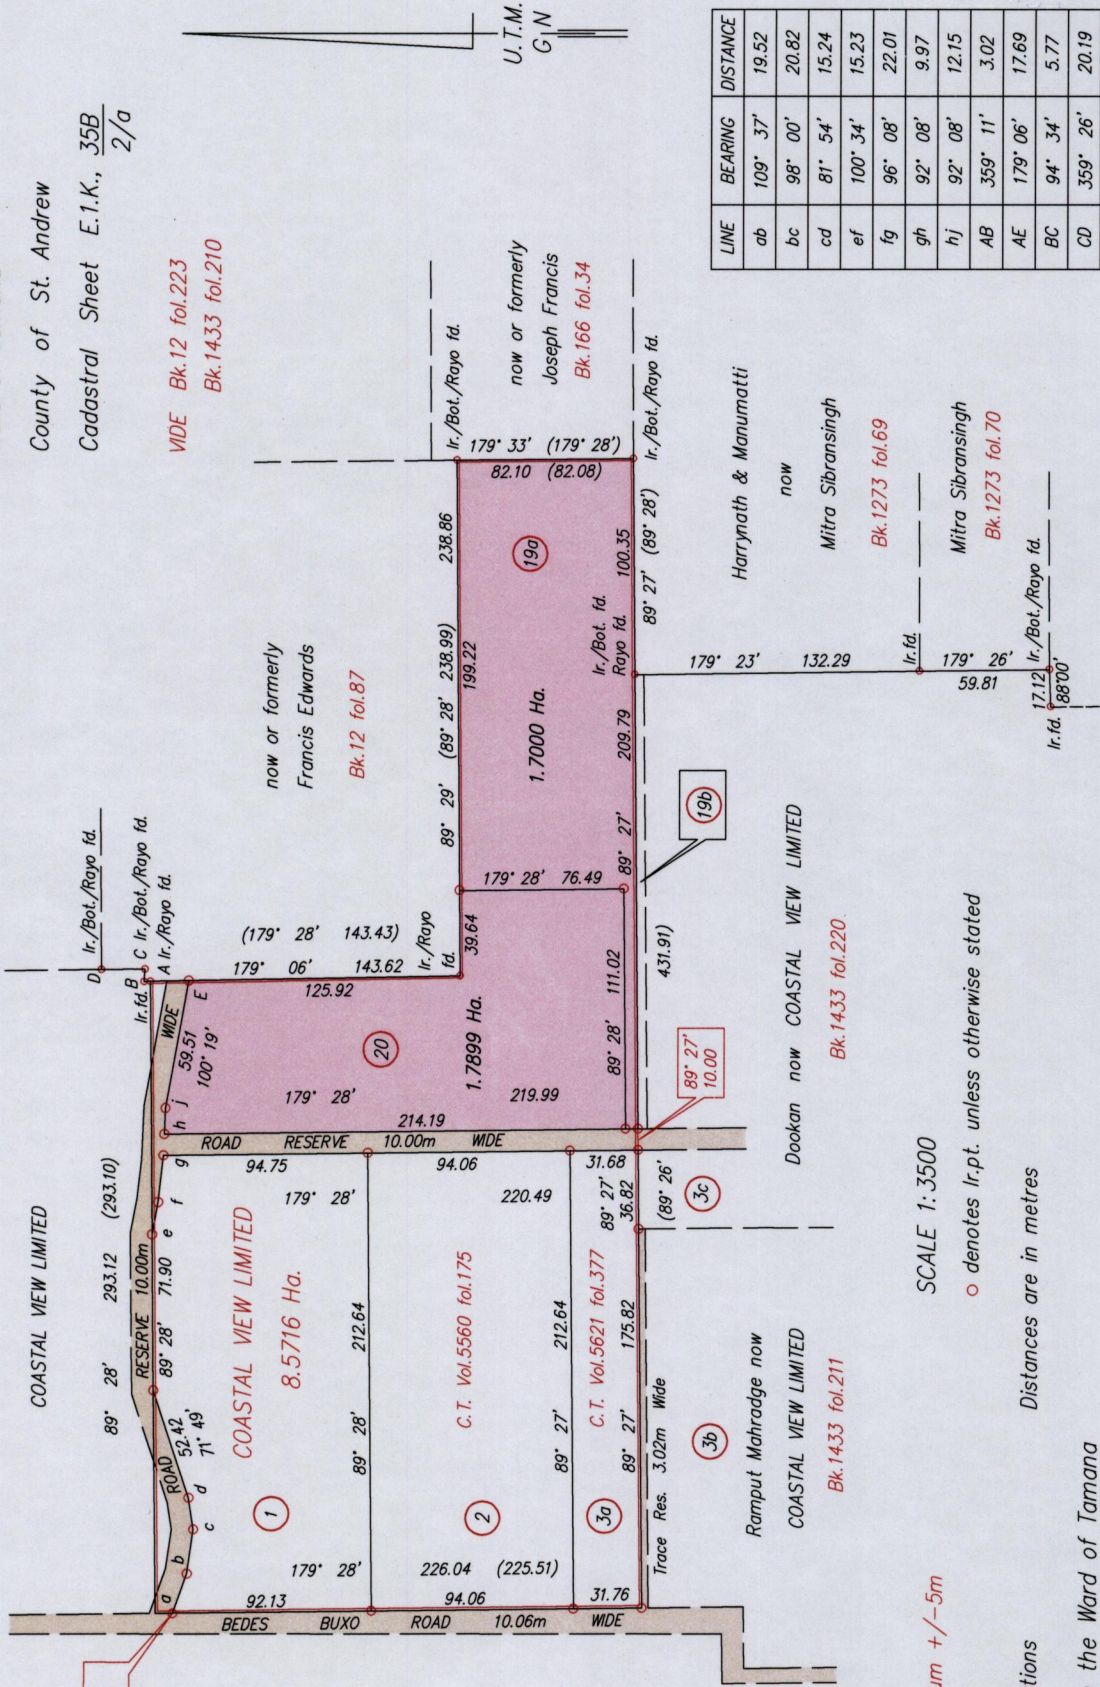 County of St. Andrew
Cadastral Sheet E.1.K., 35B
2/a
VIDE Bk.12 fol.223
Bk.1433 fol.210
U.T.M.
G N
COASTAL VIEW LIMITED
89° 28' 293.12 (293.10)
D Ir./Bot./Rayo fd.
C Ir./Bot./Rayo fd.
B
A Ir./Rayo fd.
Ir.fd.
E
ROAD RESERVE 10.00m WIDE
a b c d e f g h j
52.42
71° 49'
89° 28' 71.90
59.51
100° 19'
now or formerly
Francis Edwards
Bk.12 fol.87
(179° 28' 143.43)
179° 06' 143.62
125.92
Ir./Rayo
fd.
39.64
89° 29' (89° 28' 238.99) 238.86
199.22
Ir./Bot./Rayo fd.
179° 33' (179° 28')
82.10 (82.08)
Ir./Bot./Rayo fd.
now or formerly
Joseph Francis
Bk.166 fol.34
19a
1.7000 Ha.
179° 28' 76.49
20
1.7899 Ha.
179° 28' 219.99
214.19
89° 28' 111.02
89° 27' 209.79
Ir./Bot. fd.
Rayo fd.
100.35
89° 27' (89° 28')
431.91)
19b
89° 27'
10.00
ROAD RESERVE 10.00m WIDE
94.75 94.06 31.68
179° 28' 220.49
COASTAL VIEW LIMITED
8.5716 Ha.
C.T. Vol.5560 fol.175
C.T. Vol.5621 fol.377
1
89° 28' 212.64
2
89° 27' 212.64
3a
89° 27' 175.82
89° 27'
36.82
(89° 26')
3c
179° 28' 226.04 (225.51)
92.13 94.06 31.76
BEDES BUXO ROAD 10.06m WIDE
Trace Res. 3.02m Wide
3b
Ramput Mahradge now
COASTAL VIEW LIMITED
Bk.1433 fol.211
Dookan now COASTAL VIEW LIMITED
Bk.1433 fol.220
179° 23' 132.29
Ir.fd.
179° 26'
59.81
Ir./Bot./Rayo fd.
17.12
88°00'
Ir.fd.
Harrynath & Manumatti
now
Mitra Sibransingh
Bk.1273 fol.69
Mitra Sibransingh
Bk.1273 fol.70
LINE BEARING DISTANCE
ab 109° 37' 19.52
bc 98° 00' 20.82
cd 81° 54' 15.24
ef 100° 34' 15.23
fg 96° 08' 22.01
gh 92° 08' 9.97
hj 92° 08' 12.15
AB 359° 11' 3.02
AE 179° 06' 17.69
BC 94° 34' 5.77
CD 359° 26' 20.19
SCALE 1:3500
o denotes Ir.pt. unless otherwise stated
Distances are in metres
um +/-5m
tions
the Ward of Tamana